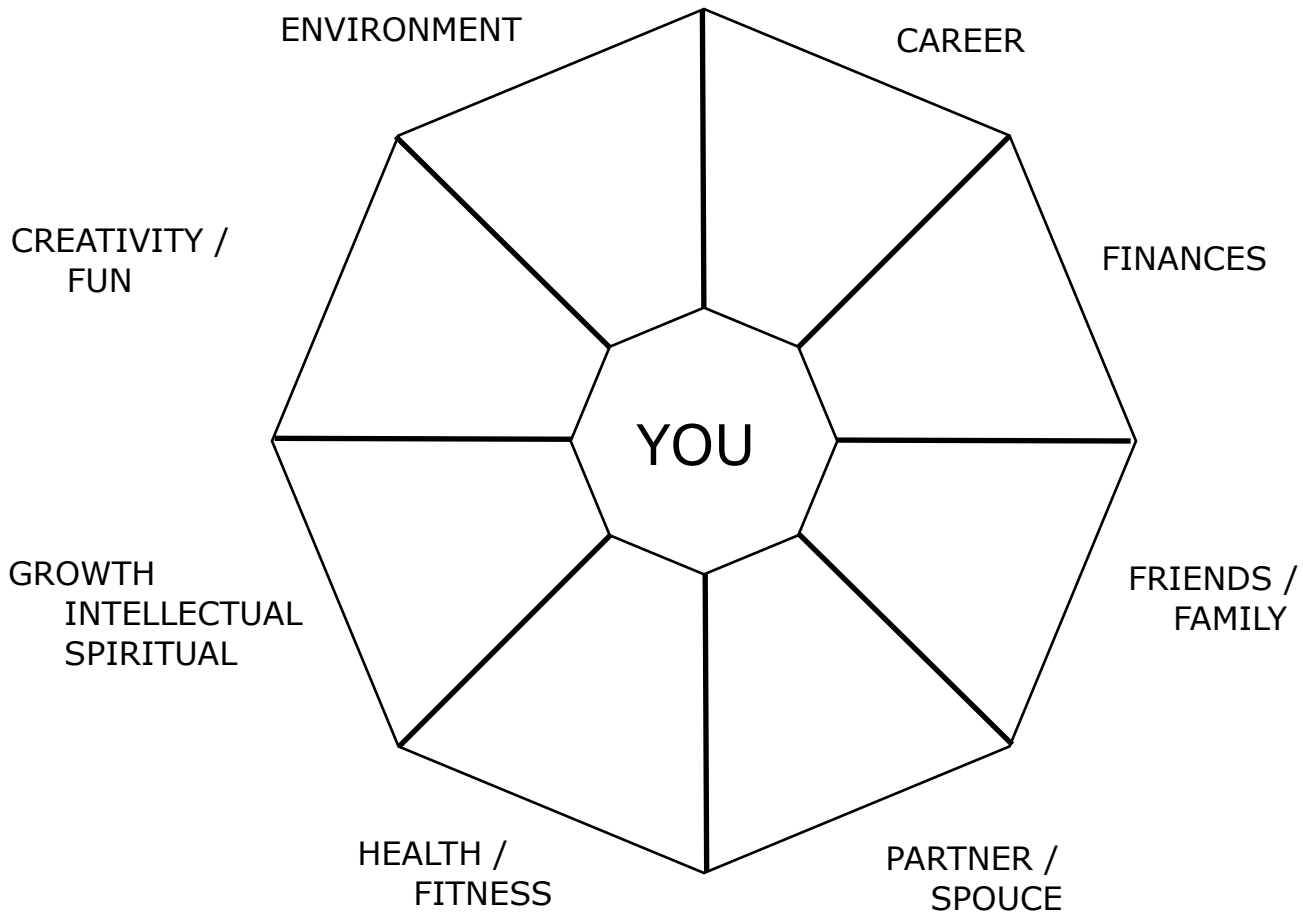 ENVIRONMENT
CAREER
CREATIVITY /
FUN
FINANCES
YOU
GROWTH
INTELLECTUAL
SPIRITUAL
FRIENDS /
FAMILY
HEALTH /
FITNESS
PARTNER /
SPOUCE